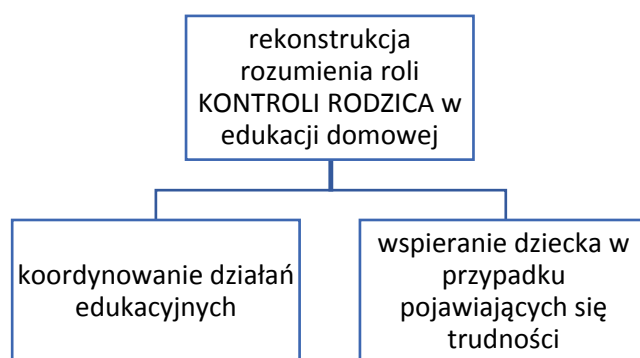 rekonstrukcja
rozumienia roli
KONTROLI RODZICA w
edukacji domowej
koordynowanie działań
edukacyjnych
wspieranie dziecka w
przypadku
pojawiających się
trudności